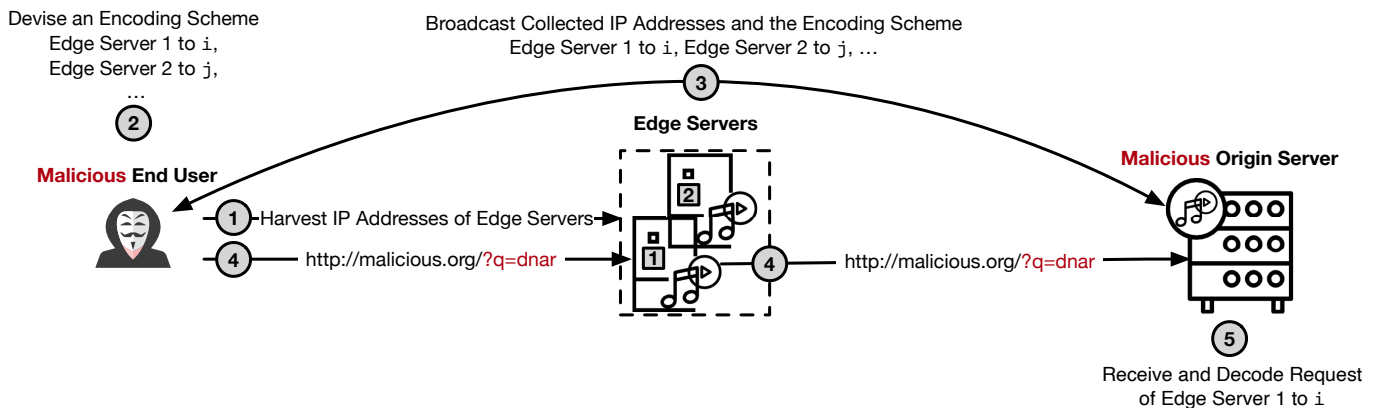 Devise an Encoding Scheme
Edge Server 1 to i,
Edge Server 2 to j,
...
2
Broadcast Collected IP Addresses and the Encoding Scheme
Edge Server 1 to i, Edge Server 2 to j, ...
3
Edge Servers
Malicious End User
Malicious Origin Server
1 Harvest IP Addresses of Edge Servers
2
1
4 http://malicious.org/?q=dnar
4 http://malicious.org/?q=dnar
5
Receive and Decode Request
of Edge Server 1 to i